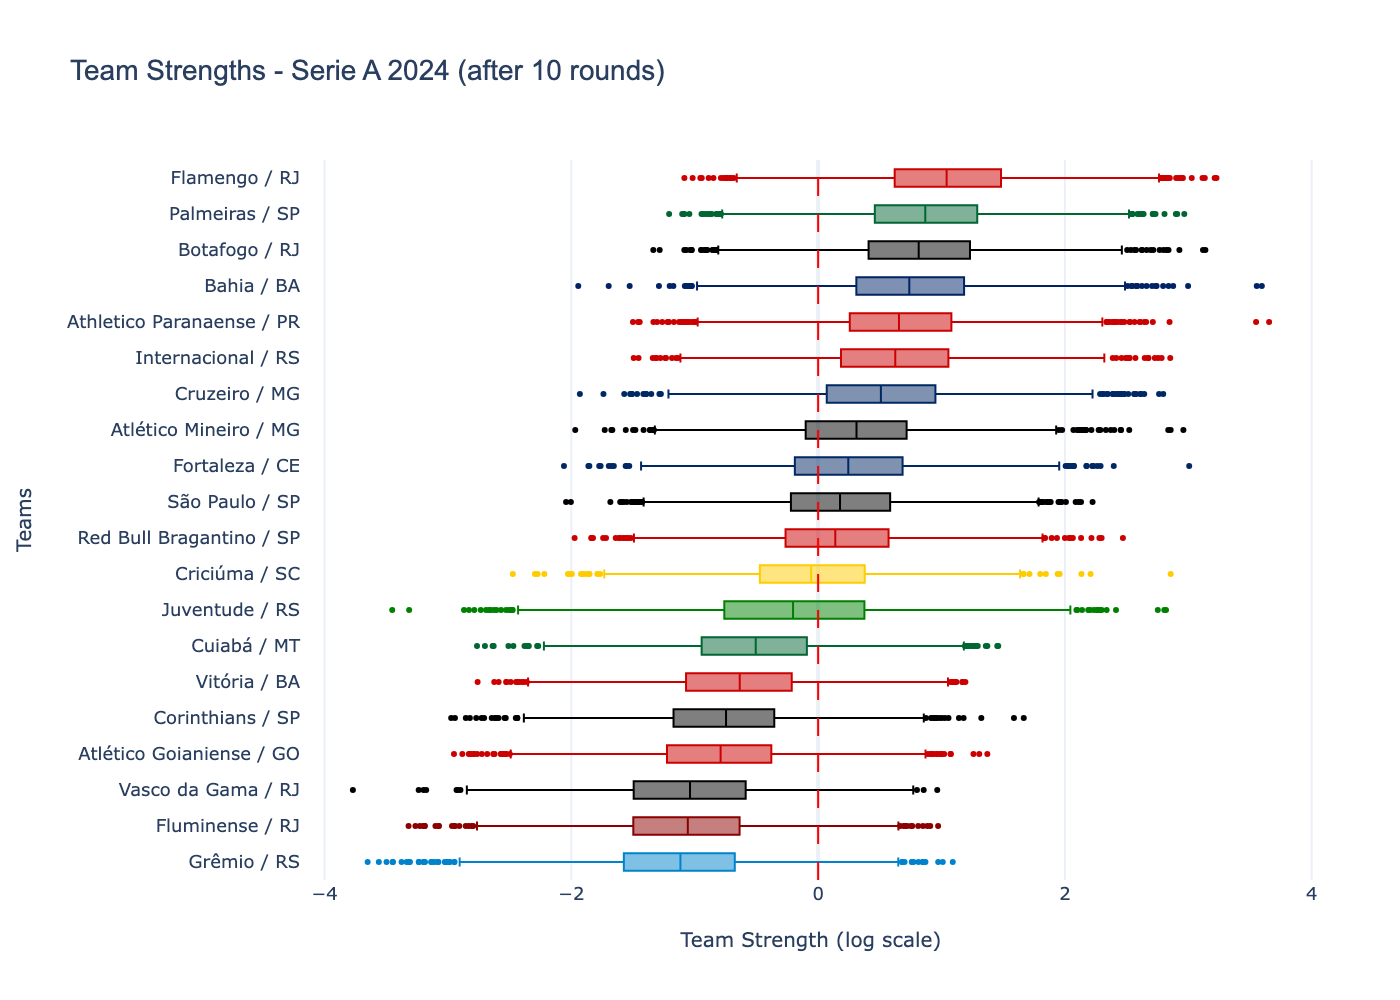 Team Strengths - Serie A 2024 (after 10 rounds)
Flamengo / RJ
Palmeiras / SP
Botafogo / RJ
Bahia / BA
Athletico Paranaense / PR
Internacional / RS
Cruzeiro / MG
Atlético Mineiro / MG
Fortaleza / CE
São Paulo / SP
Red Bull Bragantino / SP
Criciúma / SC
Juventude / RS
Cuiabá / MT
Vitória / BA
Corinthians / SP
Atlético Goianiense / GO
Vasco da Gama / RJ
Fluminense / RJ
Grêmio / RS
Teams
−4 −2 0 2 4
Team Strength (log scale)